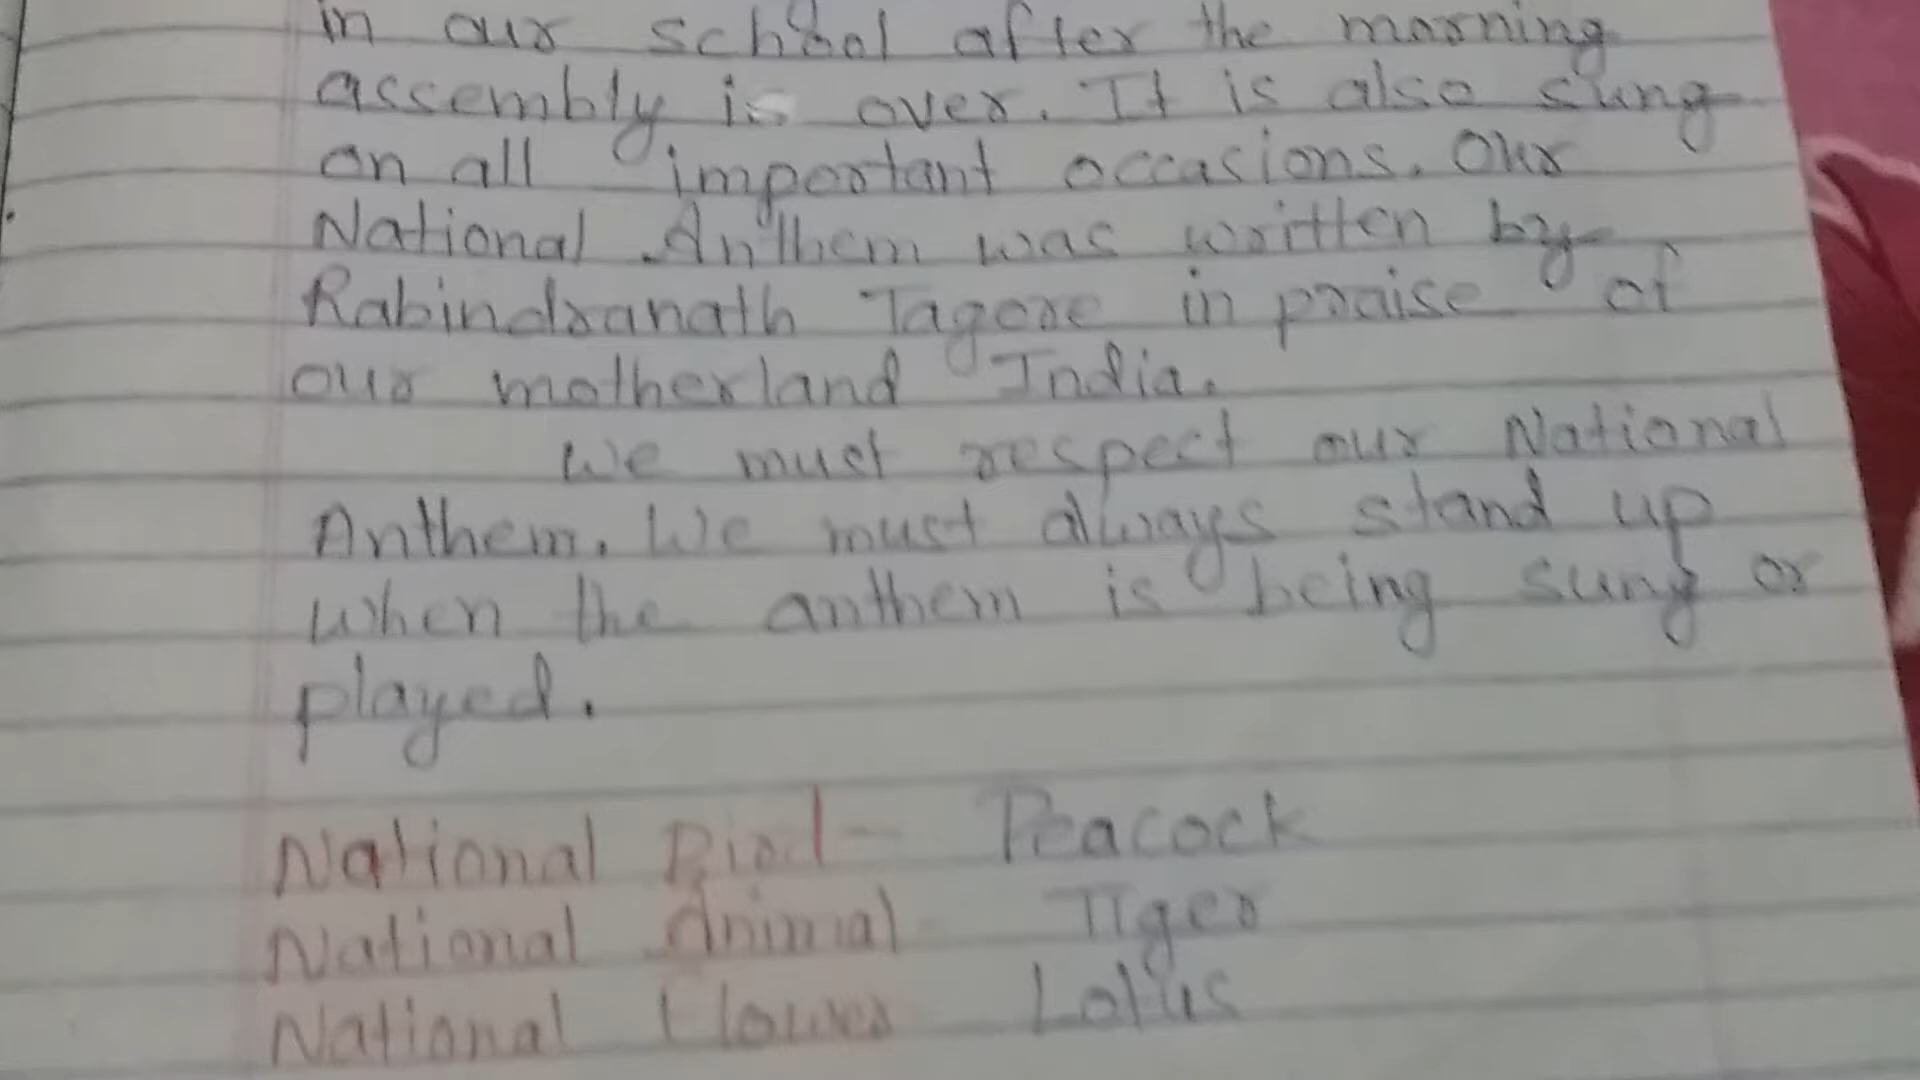 in our school after the morning
assembly is over. It is also sung
on all important occasions. Our
National Anthem was written by
Rabindranath Tagore in praise of
our motherland India.
We must respect our National
Anthem. We must always stand up
when the anthem is being sung or
played.
National Bird- Peacock
National Animal- Tiger
National Flower Lotus